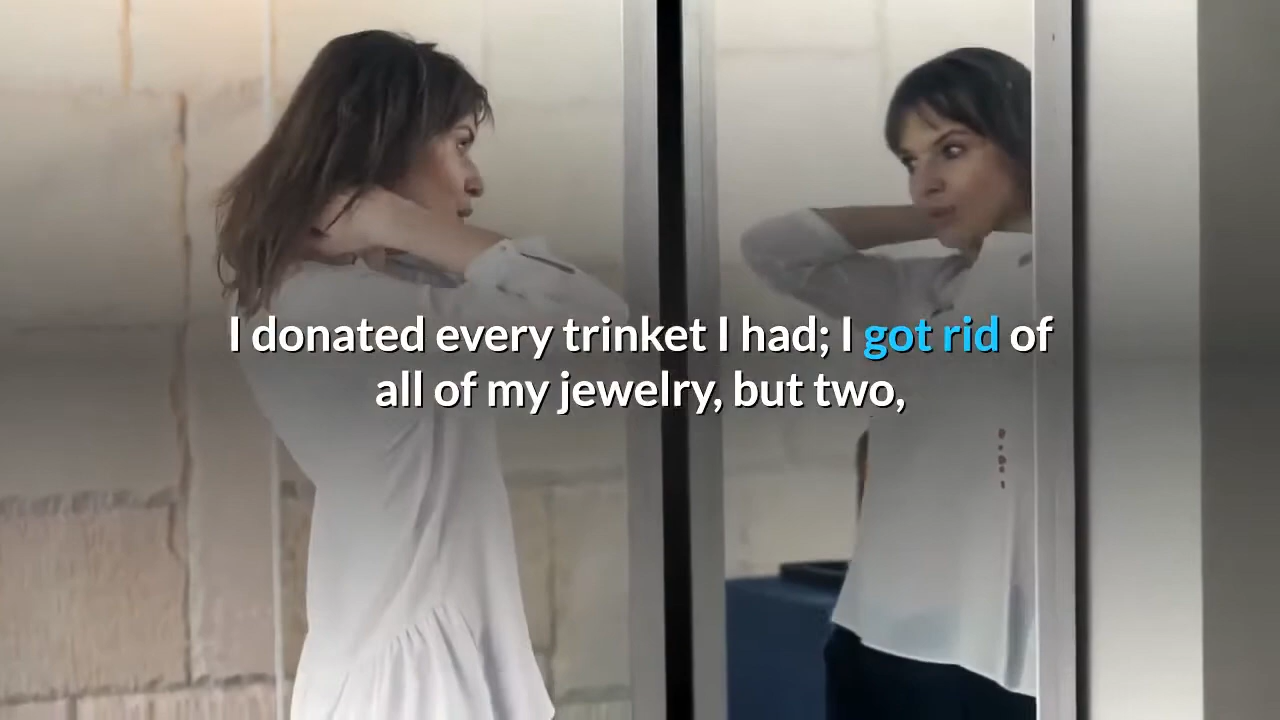 I donated every trinket I had; I got rid of
all of my jewelry, but two,